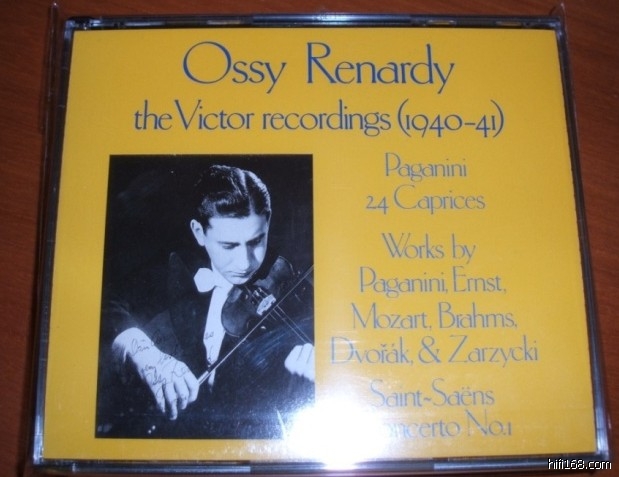 Ossy Renardy
the Victor recordings (1940-41)
Paganini
24 Caprices
Works by
Paganini, Ernst,
Mozart, Brahms,
Dvořák, & Zarzycki
Saint-Saëns
Concerto No.1
hifi168.com